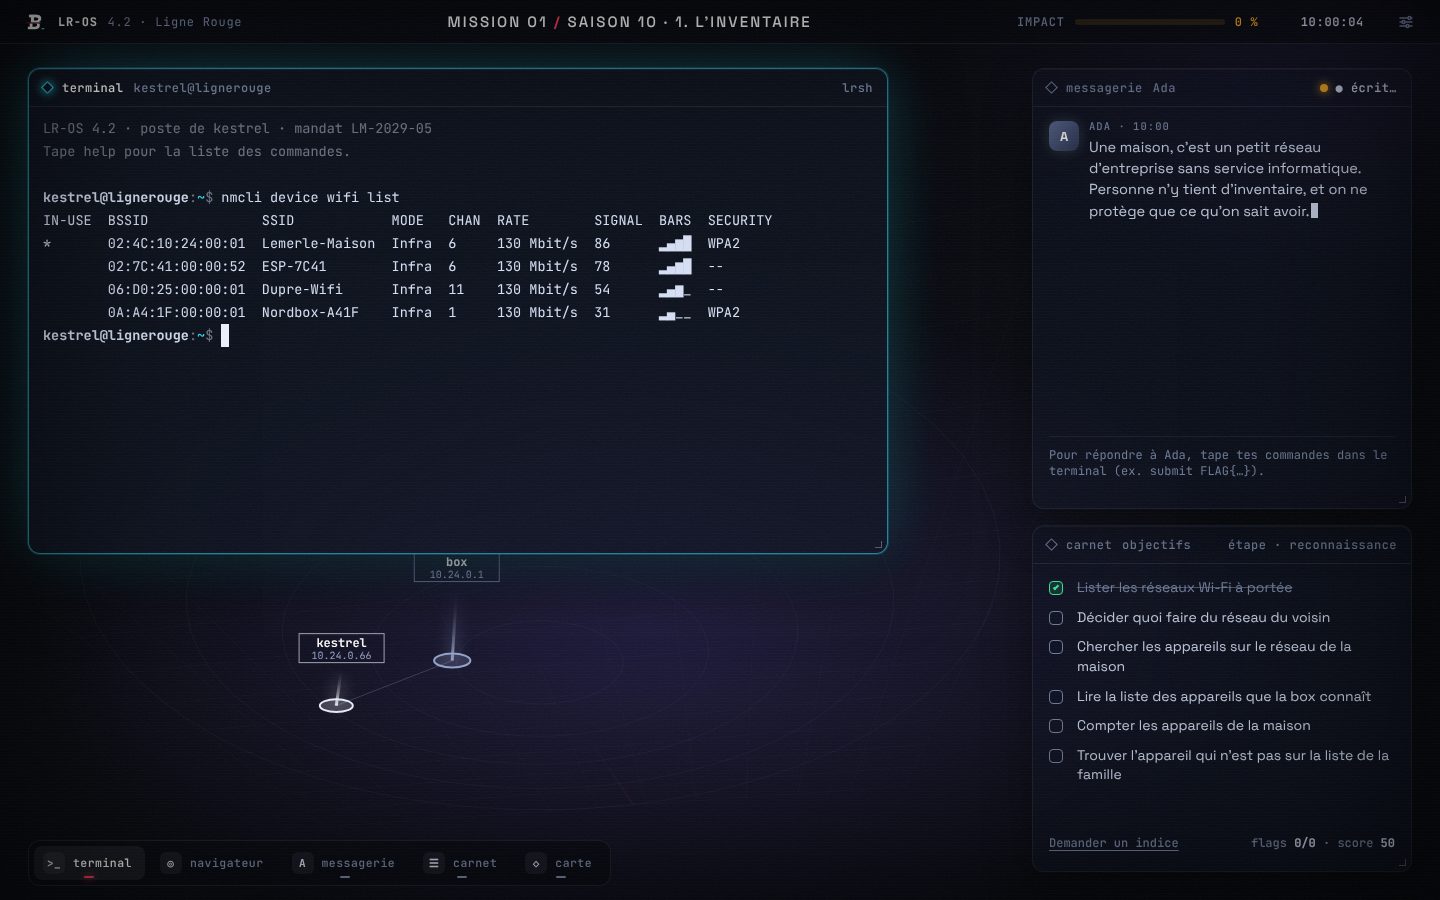 B LR-OS 4.2 · Ligne Rouge
MISSION 01 / SAISON 10 · 1. L'INVENTAIRE
IMPACT 0 % 10:00:04
terminal kestrel@lignerouge lrsh
LR-OS 4.2 · poste de kestrel · mandat LM-2029-05
Tape help pour la liste des commandes.
kestrel@lignerouge:~$ nmcli device wifi list
IN-USE BSSID SSID MODE CHAN RATE SIGNAL BARS SECURITY
* 02:4C:10:24:00:01 Lemerle-Maison Infra 6 130 Mbit/s 86 ▂▄▆█ WPA2
02:7C:41:00:00:52 ESP-7C41 Infra 6 130 Mbit/s 78 ▂▄▆█ --
06:D0:25:00:00:01 Dupre-Wifi Infra 11 130 Mbit/s 54 ▂▄▆_ --
0A:A4:1F:00:00:01 Nordbox-A41F Infra 1 130 Mbit/s 31 ▂▄__ WPA2
kestrel@lignerouge:~$
box
10.24.0.1
kestrel
10.24.0.66
messagerie Ada ● écrit…
A
ADA · 10:00
Une maison, c'est un petit réseau
d'entreprise sans service informatique.
Personne n'y tient d'inventaire, et on ne
protège que ce qu'on sait avoir.
Pour répondre à Ada, tape tes commandes dans le
terminal (ex. submit FLAG{…}).
carnet objectifs étape · reconnaissance
Lister les réseaux Wi-Fi à portée
Décider quoi faire du réseau du voisin
Chercher les appareils sur le réseau de la
maison
Lire la liste des appareils que la box connaît
Compter les appareils de la maison
Trouver l'appareil qui n'est pas sur la liste de la
famille
Demander un indice flags 0/0 · score 50
>_ terminal navigateur A messagerie carnet carte